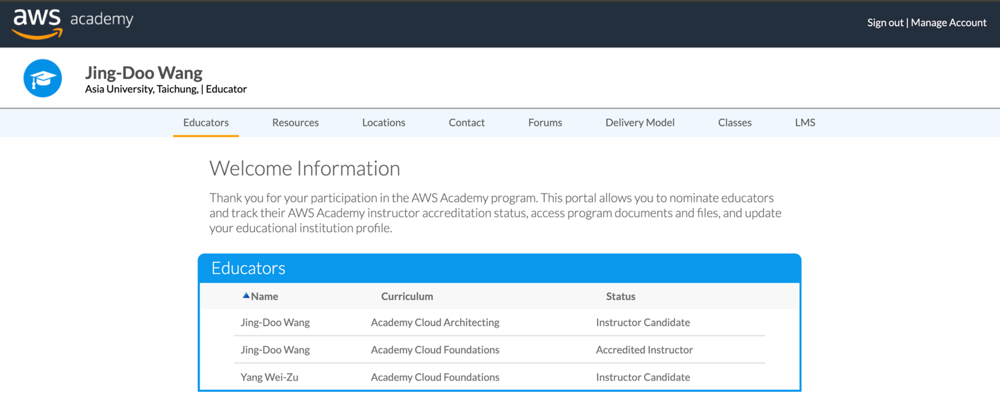 aws academy
Sign out | Manage Account
Jing-Doo Wang
Asia University, Taichung, | Educator
Educators Resources Locations Contact Forums Delivery Model Classes LMS
Welcome Information
Thank you for your participation in the AWS Academy program. This portal allows you to nominate educators
and track their AWS Academy instructor accreditation status, access program documents and files, and update
your educational institution profile.
Educators
Name Curriculum Status
Jing-Doo Wang Academy Cloud Architecting Instructor Candidate
Jing-Doo Wang Academy Cloud Foundations Accredited Instructor
Yang Wei-Zu Academy Cloud Foundations Instructor Candidate